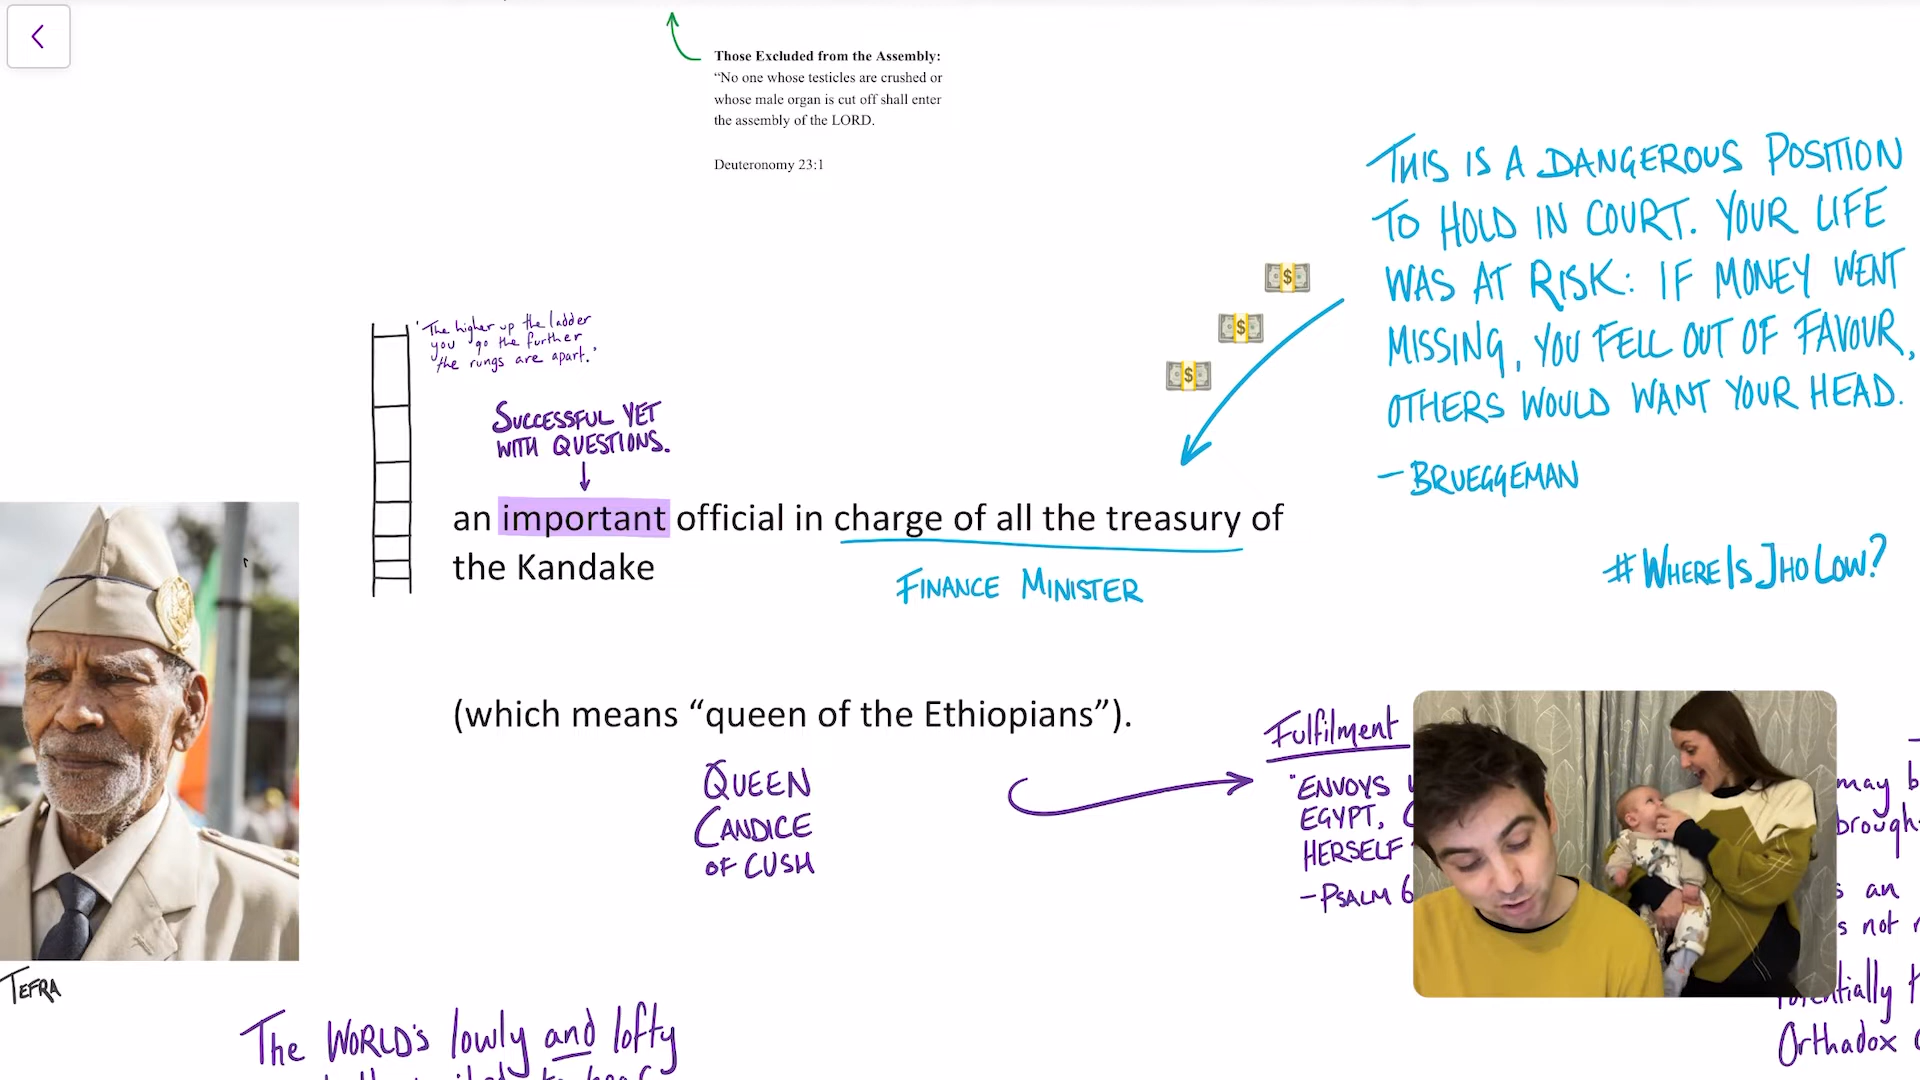 Those Excluded from the Assembly:
“No one whose testicles are crushed or
whose male organ is cut off shall enter
the assembly of the LORD.
Deuteronomy 23:1
THIS IS A DANGEROUS POSITION
TO HOLD IN COURT. YOUR LIFE
WAS AT RISK: IF MONEY WENT
MISSING, YOU FELL OUT OF FAVOUR,
OTHERS WOULD WANT YOUR HEAD.
- BRUEGGEMAN
#WHEREISJHOLOW?
'The higher up the ladder
you go the further
the rungs are apart.'
SUCCESSFUL YET
WITH QUESTIONS.
an important official in charge of all the treasury of
the Kandake
FINANCE MINISTER
(which means “queen of the Ethiopians”).
QUEEN
CANDICE
OF CUSH
Fulfilment
"ENVOYS
EGYPT,
HERSELF
-PSALM 6
may b
brough
an
s not
Orthodox
TEFRA
The WORLD'S lowly and lofty